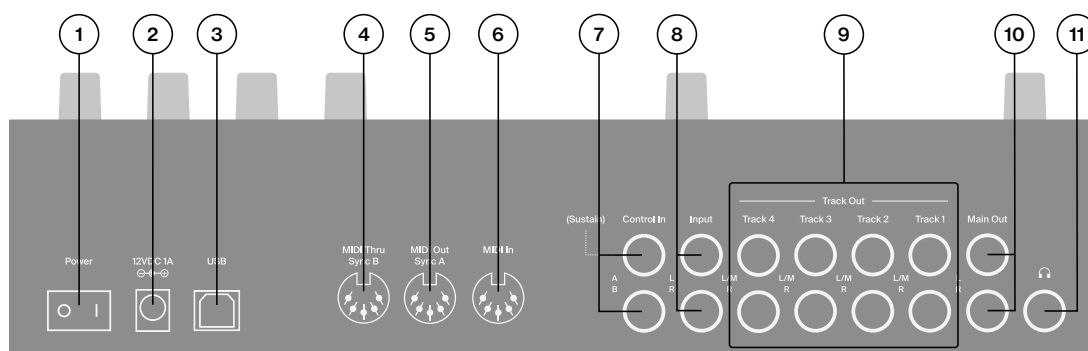 1 2 3 4 5 6 7 8 9 10 11
Track Out
(Sustain) Control In Input Track 4 Track 3 Track 2 Track 1 Main Out
Power 12VDC 1A USB MIDI Thru MIDI Out MIDI In
Sync B Sync A
A L L/M L/M L/M L/M L
B R R R R R R